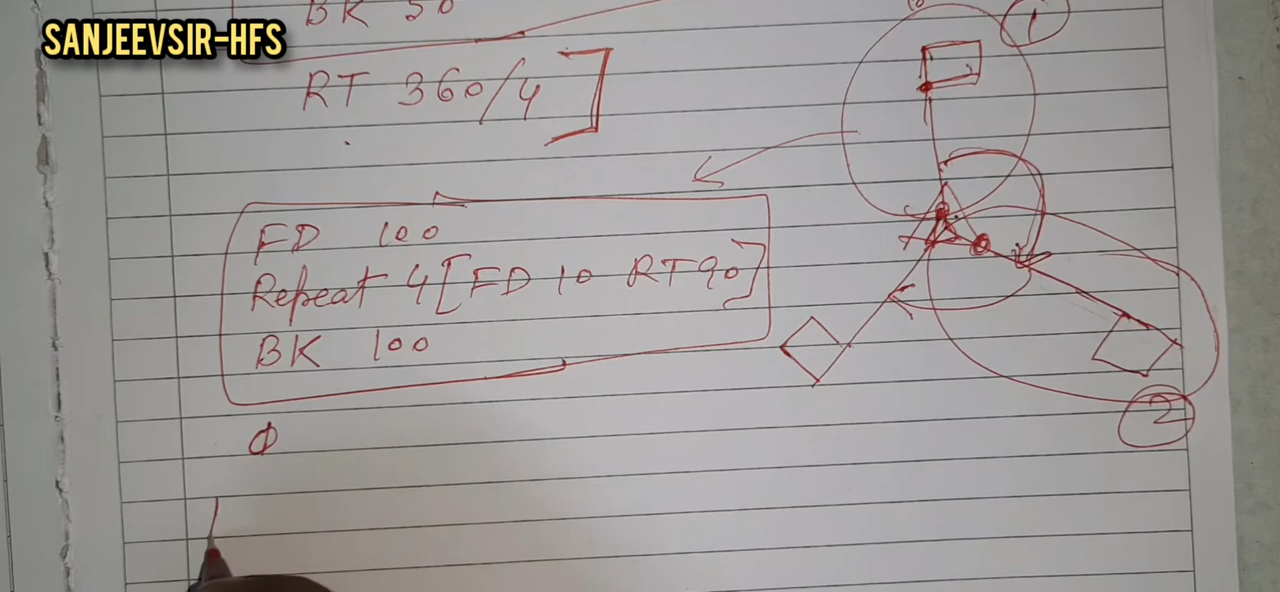 BK 50
SANJEEVSIR-HFS
RT 360/4]
1
FD 100
Repeat 4[FD 10 RT90]
BK 100
2